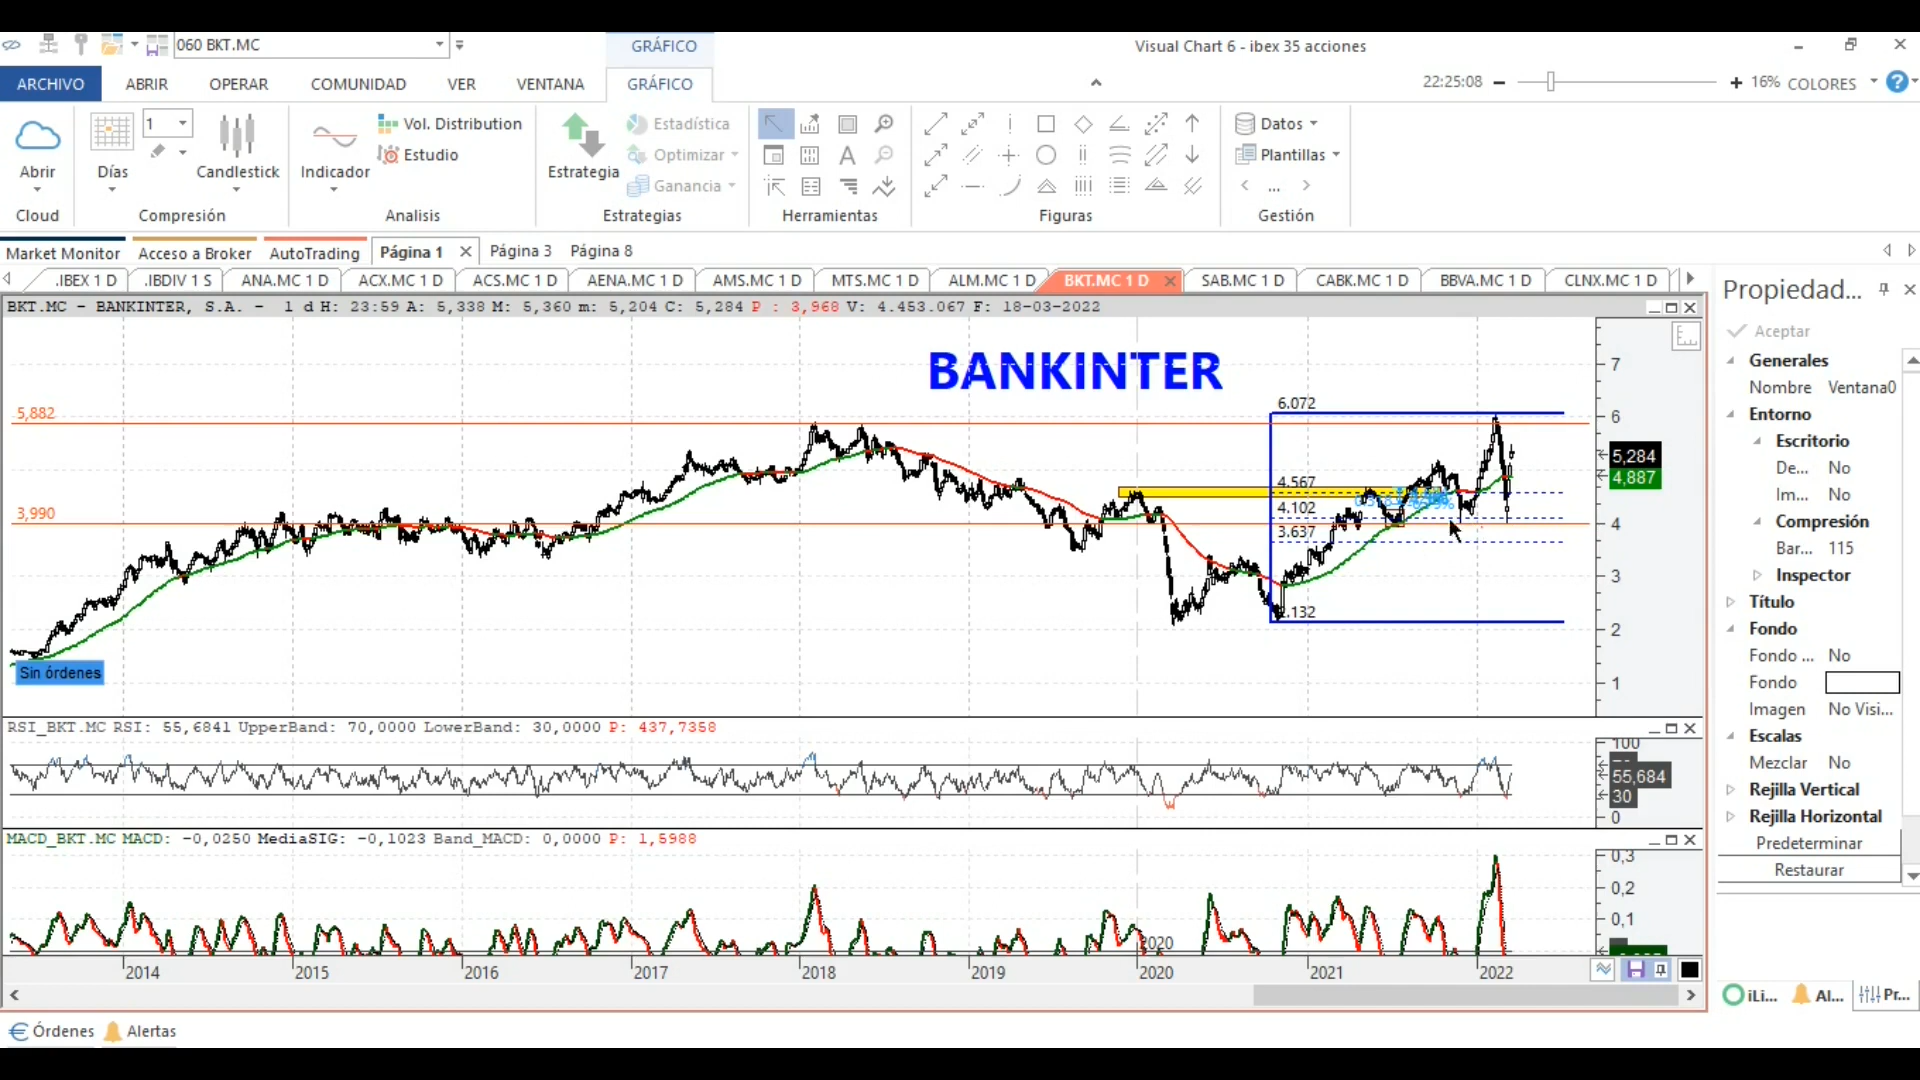 060 BKT.MC
GRÁFICO
Visual Chart 6 - ibex 35 acciones
ARCHIVO ABRIR OPERAR COMUNIDAD VER VENTANA GRÁFICO
22:25:08
16% COLORES
Abrir
Cloud
1
Días
Candlestick
Compresión
Indicador
Vol. Distribution
Estudio
Analisis
Estrategia
Estadística
Optimizar
Ganancia
Estrategias
Herramientas
Figuras
Datos
Plantillas
Gestión
Market Monitor Acceso a Broker AutoTrading Página 1 Página 3 Página 8
.IBEX 1 D .IBDIV 1 S ANA.MC 1 D ACX.MC 1 D ACS.MC 1 D AENA.MC 1 D AMS.MC 1 D MTS.MC 1 D ALM.MC 1 D BKT.MC 1 D SAB.MC 1 D CABK.MC 1 D BBVA.MC 1 D CLNX.MC 1 D
BKT.MC - BANKINTER, S.A. - 1 d H: 23:59 A: 5,338 M: 5,360 m: 5,204 C: 5,284 P : 3,968 V: 4.453.067 F: 18-03-2022
BANKINTER
5,882
3,990
6.072
4.567
4.102
3.637
7
6
5,284
4,887
4
3
2
1
Sin órdenes
RSI_BKT.MC RSI: 55,6841 UpperBand: 70,0000 LowerBand: 30,0000 P: 437,7358
100
55,684
30
0
MACD_BKT.MC MACD: -0,0250 MediaSIG: -0,1023 Band_MACD: 0,0000 P: 1,5988
0,3
0,2
0,1
2020
2014 2015 2016 2017 2018 2019 2020 2021 2022
Propiedad...
Aceptar
Generales
Nombre Ventana0
Entorno
Escritorio
De... No
Im... No
Compresión
Bar... 115
Inspector
Título
Fondo
Fondo ... No
Fondo
Imagen No Visi...
Escalas
Mezclar No
Rejilla Vertical
Rejilla Horizontal
Predeterminar
Restaurar
iLi... Al... Pr...
Órdenes Alertas